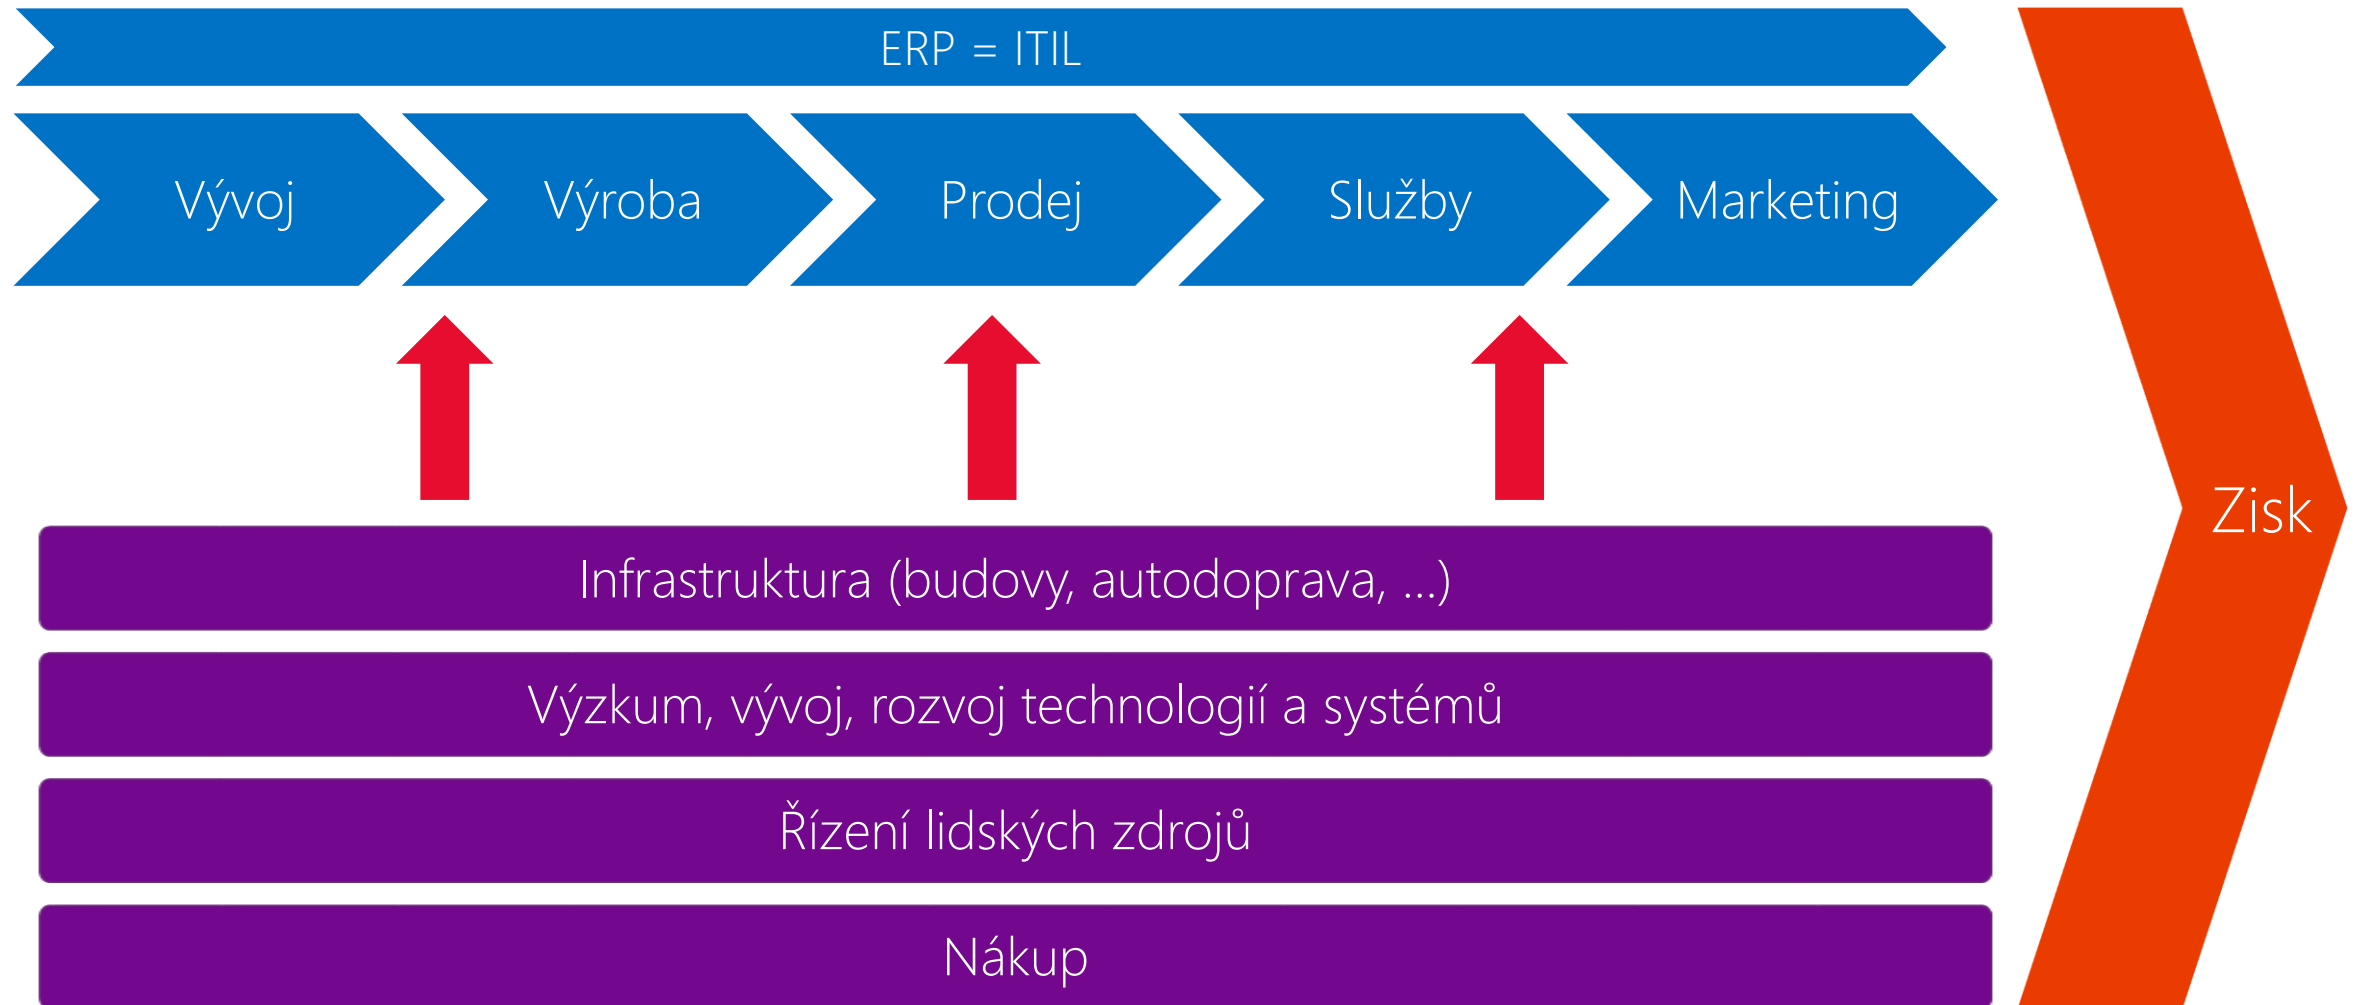 ERP = ITIL
Vývoj
Výroba
Prodej
Služby
Marketing
Zisk
Infrastruktura (budovy, autodoprava, ...)
Výzkum, vývoj, rozvoj technologií a systémů
Řízení lidských zdrojů
Nákup